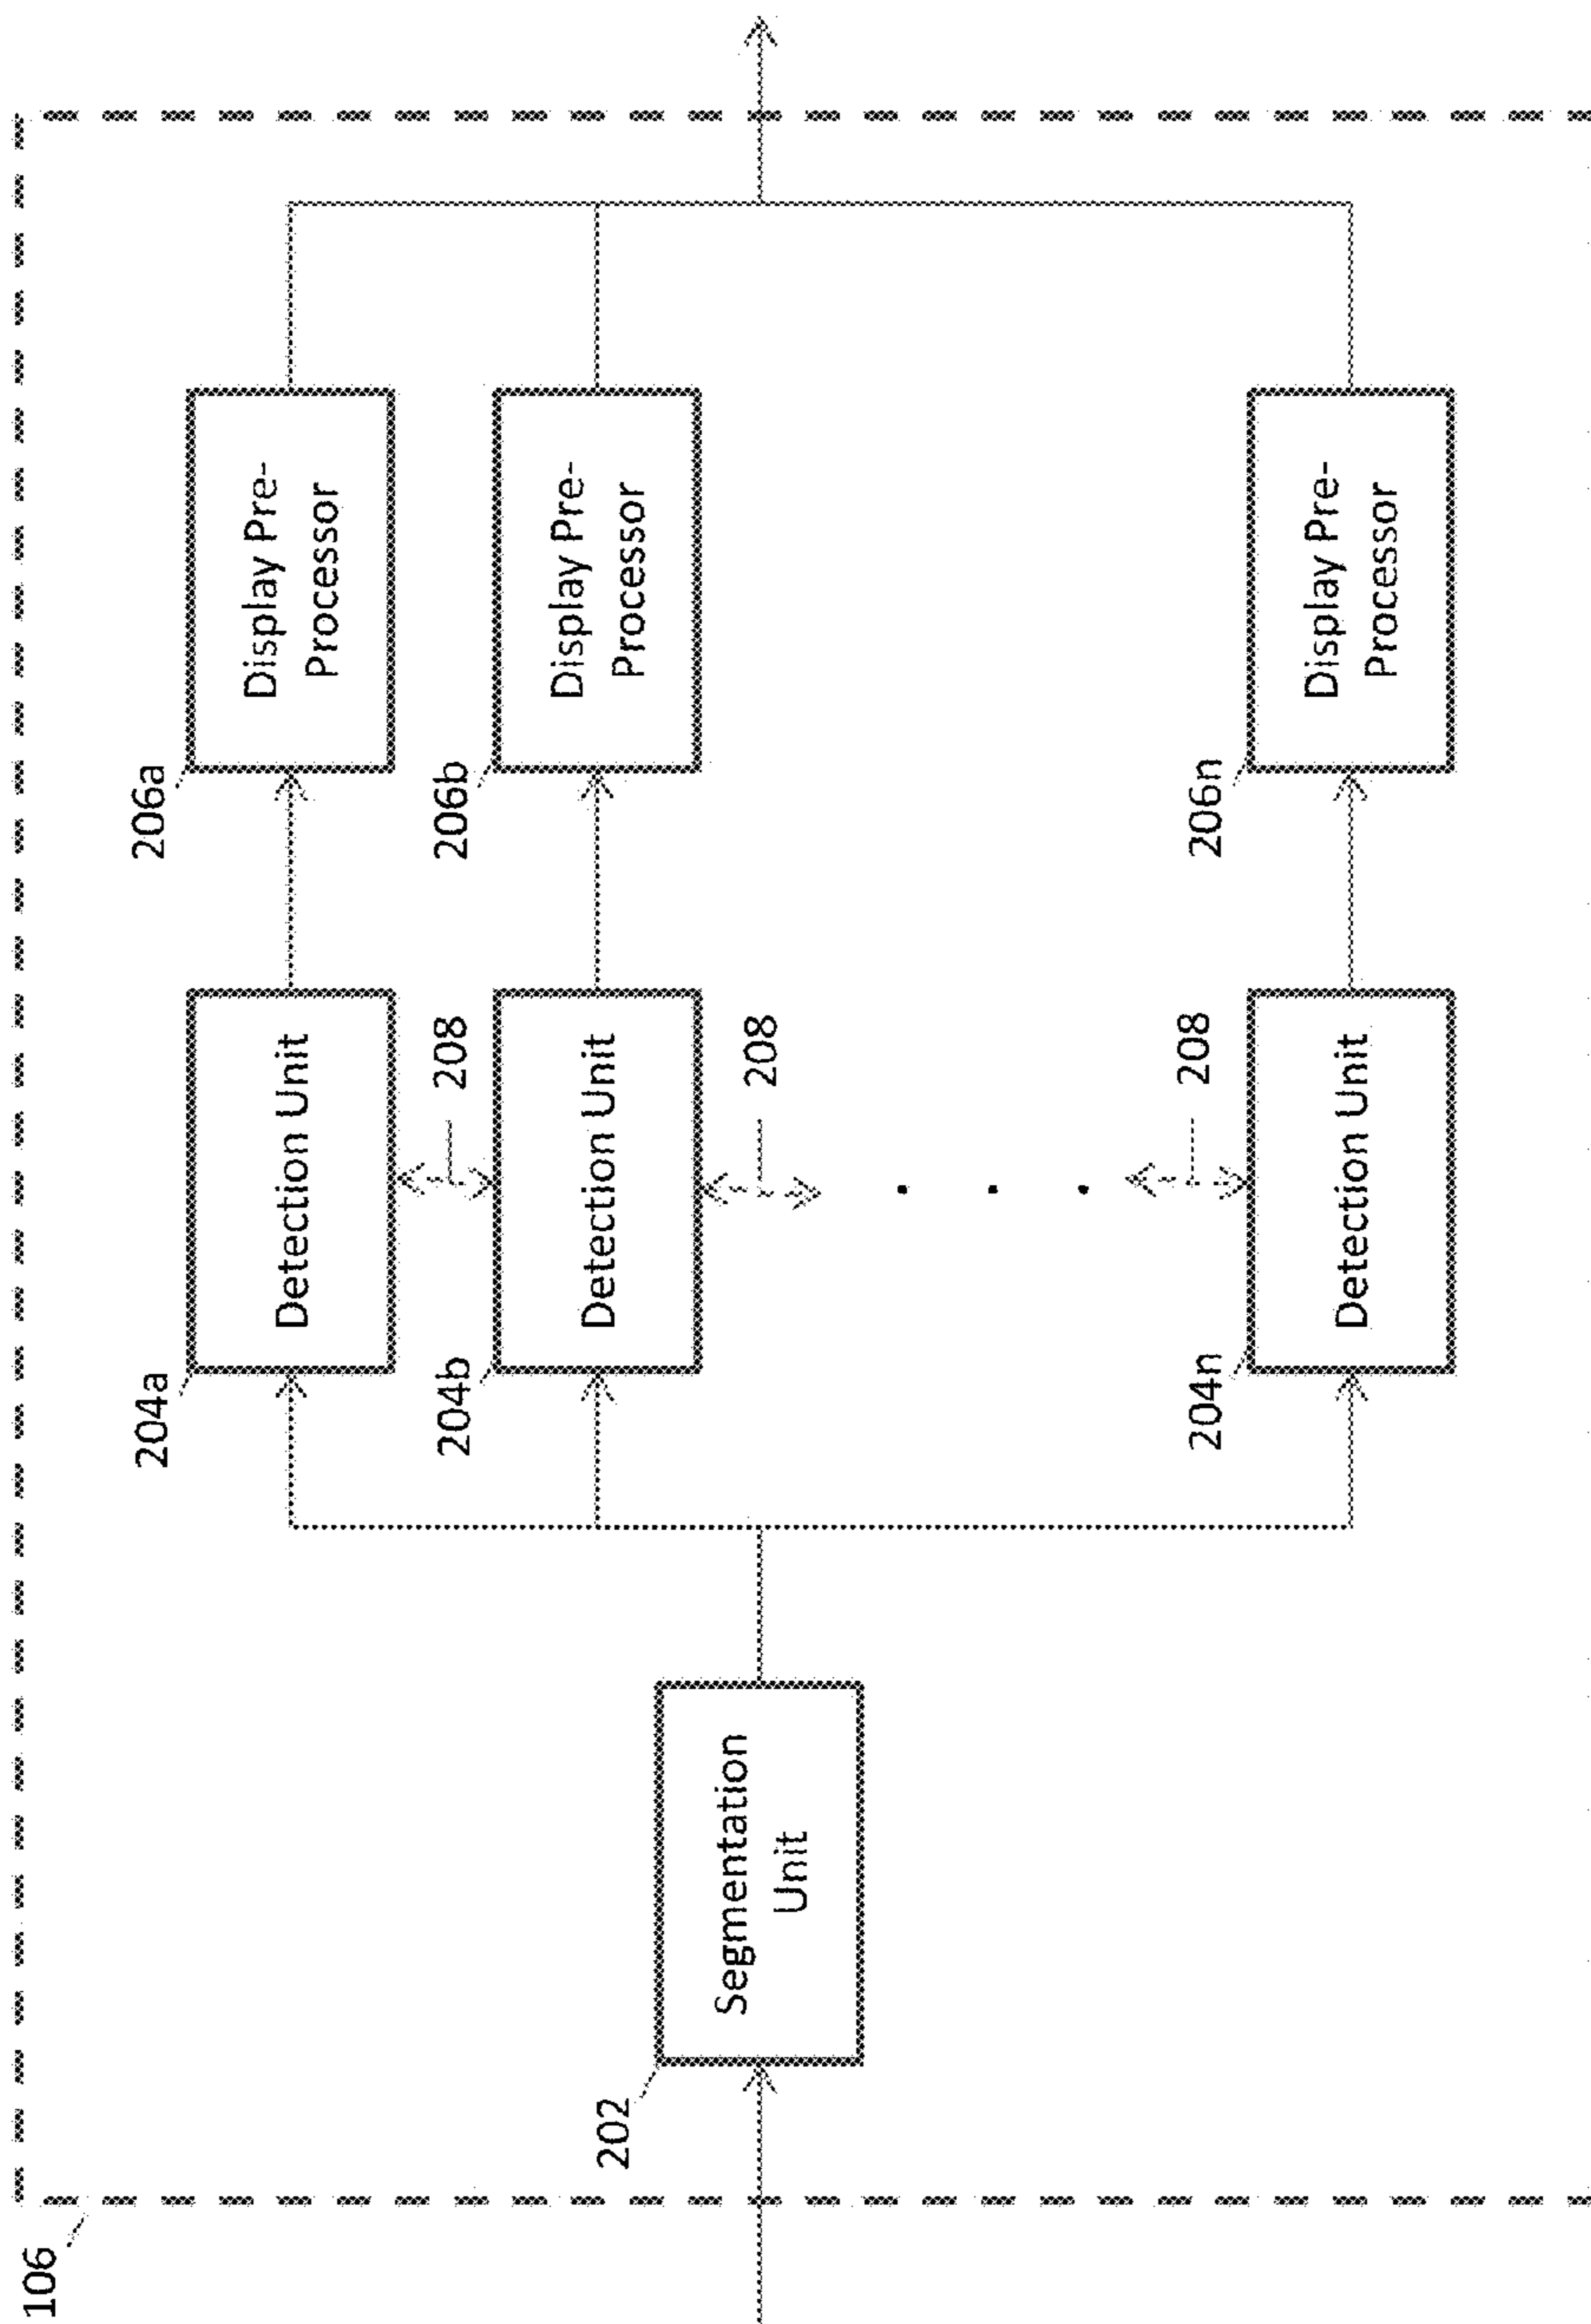 106
202
Segmentation
Unit
204a
Detection Unit
208
204b
Detection Unit
208
208
204n
Detection Unit
206a
Display Pre-
Processor
206b
Display Pre-
Processor
206n
Display Pre-
Processor